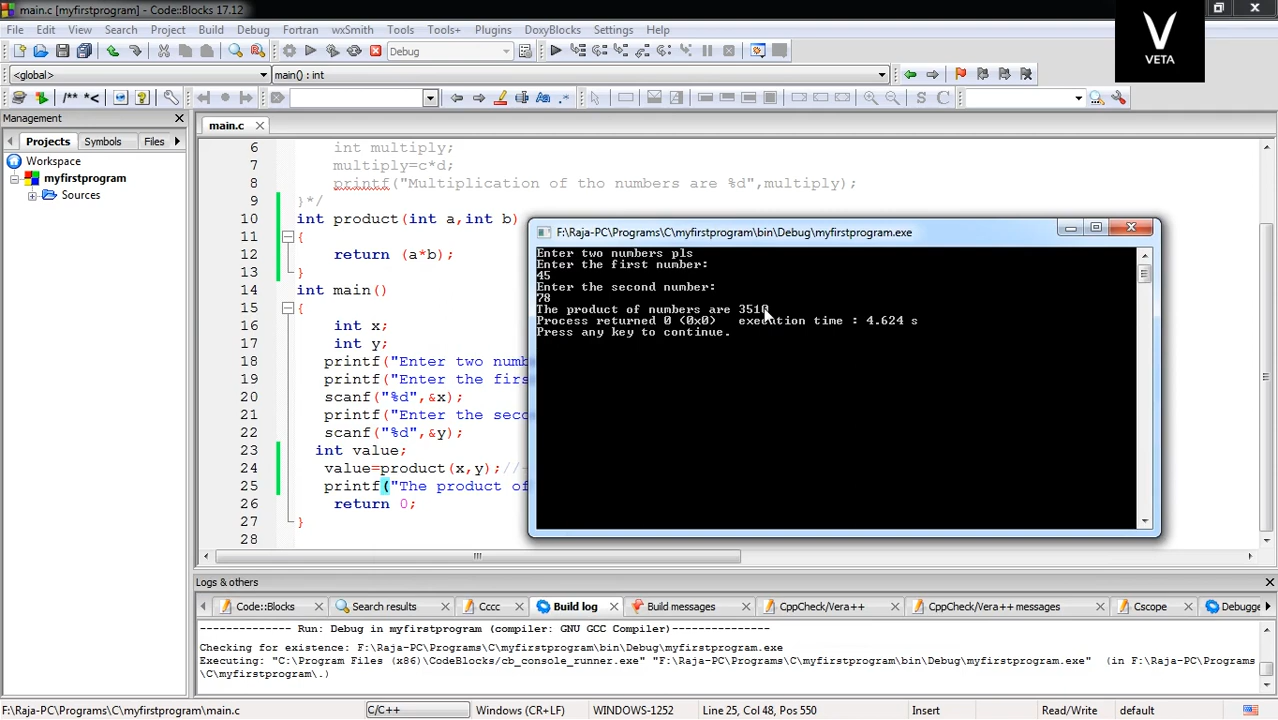 main.c [myfirstprogram] - Code::Blocks 17.12
VETA
File Edit View Search Project Build Debug Fortran wxSmith Tools Tools+ Plugins DoxyBlocks Settings Help
Debug
<global> main() : int
/** *<
S C
Management
Projects Symbols Files
Workspace
myfirstprogram
Sources
main.c
6 int multiply;
7 multiply=c*d;
8 printf("Multiplication of tho numbers are %d",multiply);
9 }*/
10 int product(int a,int b)
11 {
12 return (a*b);
13 }
14 int main()
15 {
16 int x;
17 int y;
18 printf("Enter two numb
19 printf("Enter the firs
20 scanf("%d",&x);
21 printf("Enter the seco
22 scanf("%d",&y);
23 int value;
24 value=product(x,y);//
25 printf("The product of
26 return 0;
27 }
28
F:\Raja-PC\Programs\C\myfirstprogram\bin\Debug\myfirstprogram.exe
Enter two numbers pls
Enter the first number:
45
Enter the second number:
78
The product of numbers are 3510
Process returned 0 (0x0) execution time : 4.624 s
Press any key to continue.
Logs & others
Code::Blocks Search results Cccc Build log Build messages CppCheck/Vera++ CppCheck/Vera++ messages Cscope Debugge
-------------- Run: Debug in myfirstprogram (compiler: GNU GCC Compiler)---------------
Checking for existence: F:\Raja-PC\Programs\C\myfirstprogram\bin\Debug\myfirstprogram.exe
Executing: "C:\Program Files (x86)\CodeBlocks/cb_console_runner.exe" "F:\Raja-PC\Programs\C\myfirstprogram\bin\Debug\myfirstprogram.exe" (in F:\Raja-PC\Programs
\C\myfirstprogram\.)
F:\Raja-PC\Programs\C\myfirstprogram\main.c C/C++ Windows (CR+LF) WINDOWS-1252 Line 25, Col 48, Pos 550 Insert Read/Write default